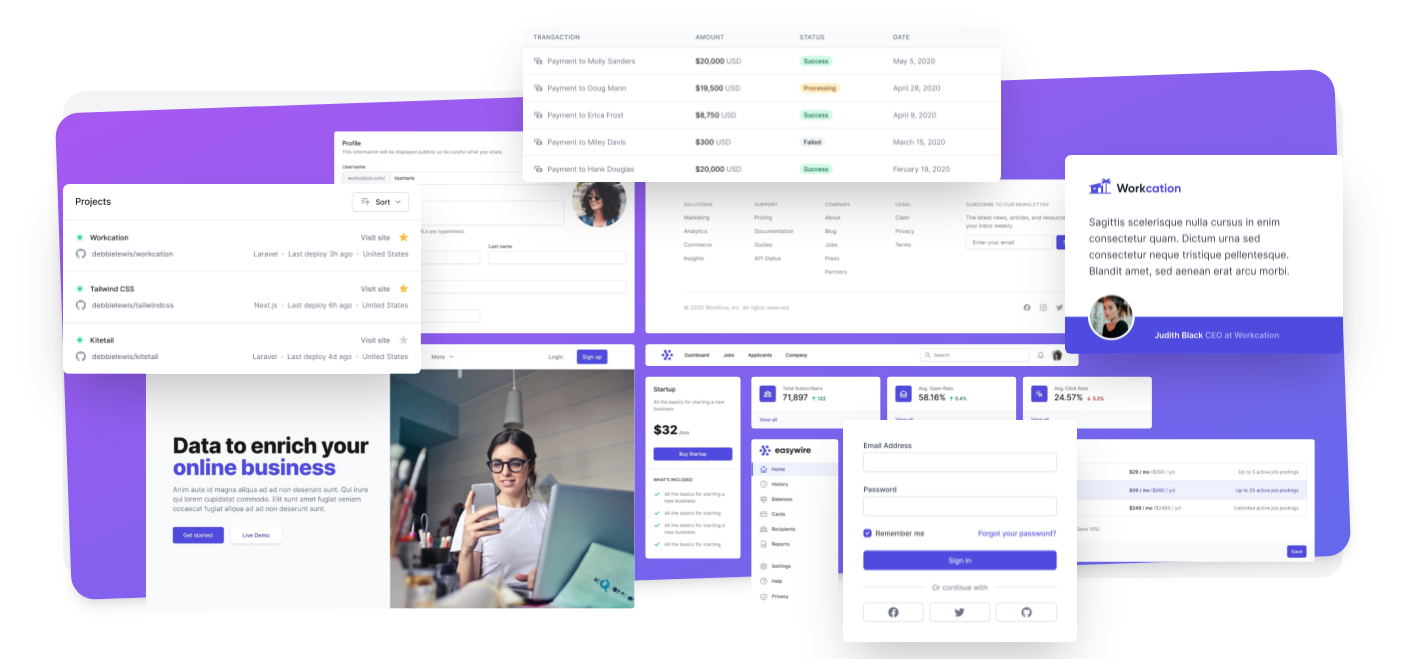 TRANSACTION AMOUNT STATUS DATE
Payment to Molly Sanders $20,000 USD Success May 5, 2020
Payment to Doug Mann $19,500 USD Processing April 28, 2020
Payment to Erica Frost $8,750 USD Success April 9, 2020
Payment to Miley Davis $300 USD Failed March 15, 2020
Payment to Hank Douglas $20,000 USD Success Feruary 19, 2020
Profile
This information will be displayed publicly so be careful what you share.
Username
workcation.com/ lisamarie
URLs are hyperlinked.
Last name
Projects
Sort
Workcation Visit site
debbielewis/workcation Laravel - Last deploy 3h ago - United States
Tailwind CSS Visit site
debbielewis/tailwindcss Next.js - Last deploy 6h ago - United States
Kitetail Visit site
debbielewis/kitetail Laravel - Last deploy 4d ago - United States
SOLUTIONS SUPPORT COMPANY LEGAL SUBSCRIBE TO OUR NEWSLETTER
Marketing Pricing About Claim The latest news, articles, and resource
your inbox weekly.
Analytics Documentation Blog Privacy
Commerce Guides Jobs Terms Enter your email
Insights API Status Press
Partners
© 2020 Workflow, Inc. All rights reserved.
Workcation
Sagittis scelerisque nulla cursus in enim
consectetur quam. Dictum urna sed
consectetur neque tristique pellentesque.
Blandit amet, sed aenean erat arcu morbi.
Judith Black CEO at Workcation
More Login Sign up
Data to enrich your
online business
Anim aute id magna aliqua ad ad non deserunt sunt. Qui irure
qui lorem cupidatat commodo. Elit sunt amet fugiat veniam
occaecat fugiat aliqua ad ad non deserunt sunt.
Get started Live Demo
Dashboard Jobs Applicants Company Search
Startup
All the basics for starting a new
business
$32 /mo
Buy Startup
WHAT'S INCLUDED
All the basics for starting a
new business
All the basics for starting
All the basics for starting a
new business
All the basics for starting
Total Subscribers
71,897 122
View all
Avg. Open Rate
58.16% 5.4%
View all
Avg. Click Rate
24.57% 3.2%
View all
easywire
Home
History
Balances
Cards
Recipients
Reports
Settings
Help
Privacy
Email Address
Password
Remember me Forgot your password?
Sign in
Or continue with
$29 / mo ($290 / yr) Up to 5 active job postings
$99 / mo ($990 / yr) Up to 25 active job postings
$249 / mo ($2490 / yr) Unlimited active job postings
(Save 10%)
Save